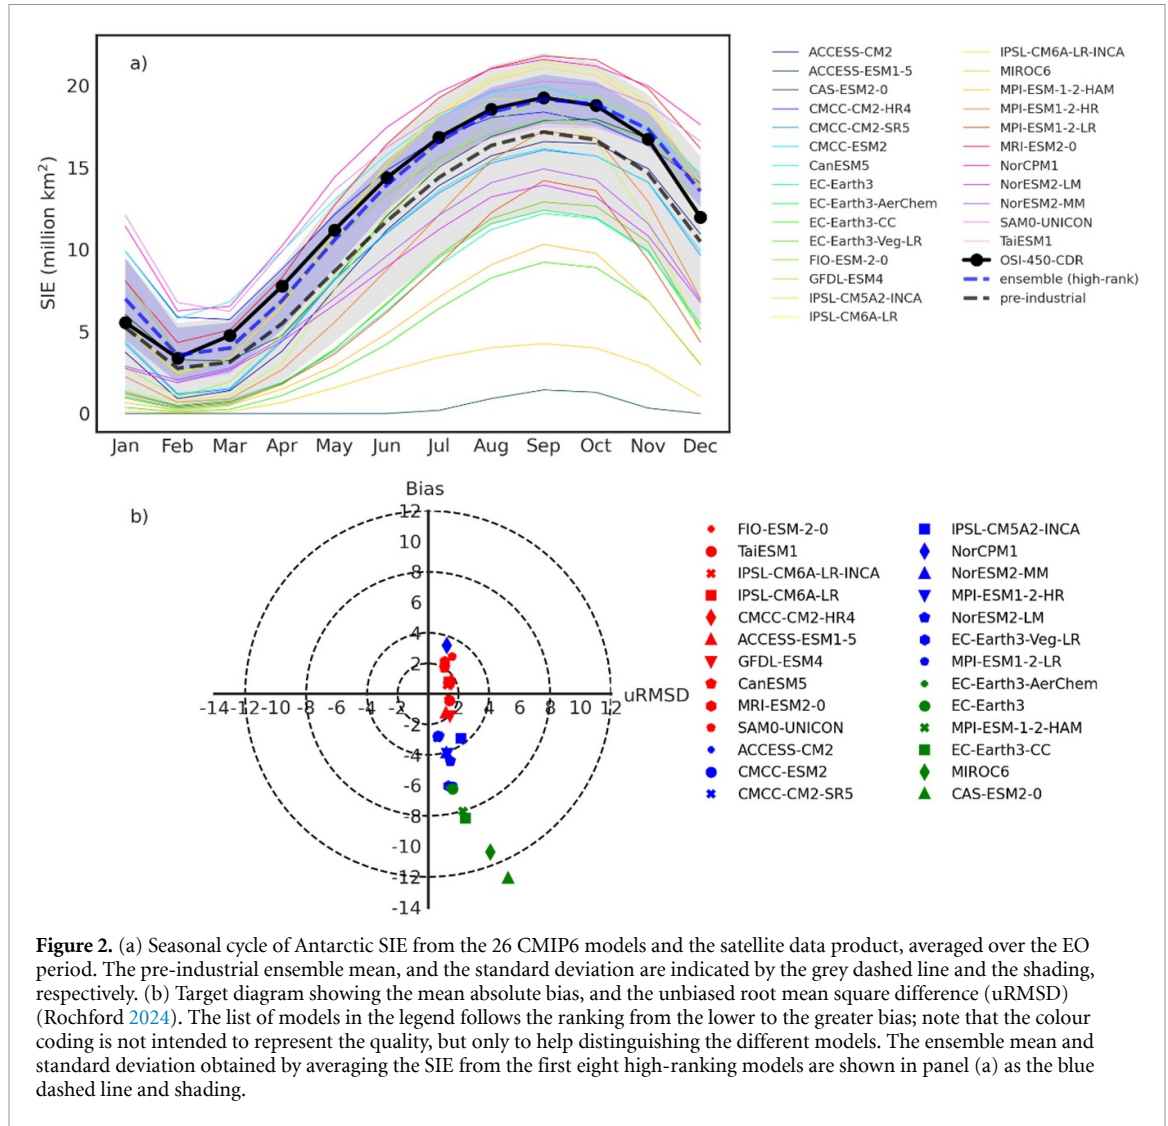 a)
SIE (million km²)
20
15
10
5
0
Jan Feb Mar Apr May Jun Jul Aug Sep Oct Nov Dec
ACCESS-CM2
ACCESS-ESM1-5
CAS-ESM2-0
CMCC-CM2-HR4
CMCC-CM2-SR5
CMCC-ESM2
CanESM5
EC-Earth3
EC-Earth3-AerChem
EC-Earth3-CC
EC-Earth3-Veg-LR
FIO-ESM-2-0
GFDL-ESM4
IPSL-CM5A2-INCA
IPSL-CM6A-LR
IPSL-CM6A-LR-INCA
MIROC6
MPI-ESM-1-2-HAM
MPI-ESM1-2-HR
MPI-ESM1-2-LR
MRI-ESM2-0
NorCPM1
NorESM2-LM
NorESM2-MM
SAM0-UNICON
TaiESM1
OSI-450-CDR
ensemble (high-rank)
pre-industrial
b)
Bias
12
10
8
6
4
2
-14 -12 -10 -8 -6 -4 -2 2 4 6 8 10 12 uRMSD
-2
-4
-6
-8
-10
-12
-14
FIO-ESM-2-0
TaiESM1
IPSL-CM6A-LR-INCA
IPSL-CM6A-LR
CMCC-CM2-HR4
ACCESS-ESM1-5
GFDL-ESM4
CanESM5
MRI-ESM2-0
SAM0-UNICON
ACCESS-CM2
CMCC-ESM2
CMCC-CM2-SR5
IPSL-CM5A2-INCA
NorCPM1
NorESM2-MM
MPI-ESM1-2-HR
NorESM2-LM
EC-Earth3-Veg-LR
MPI-ESM1-2-LR
EC-Earth3-AerChem
EC-Earth3
MPI-ESM-1-2-HAM
EC-Earth3-CC
MIROC6
CAS-ESM2-0
Figure 2. (a) Seasonal cycle of Antarctic SIE from the 26 CMIP6 models and the satellite data product, averaged over the EO
period. The pre-industrial ensemble mean, and the standard deviation are indicated by the grey dashed line and the shading,
respectively. (b) Target diagram showing the mean absolute bias, and the unbiased root mean square difference (uRMSD)
(Rochford 2024). The list of models in the legend follows the ranking from the lower to the greater bias; note that the colour
coding is not intended to represent the quality, but only to help distinguishing the different models. The ensemble mean and
standard deviation obtained by averaging the SIE from the first eight high-ranking models are shown in panel (a) as the blue
dashed line and shading.